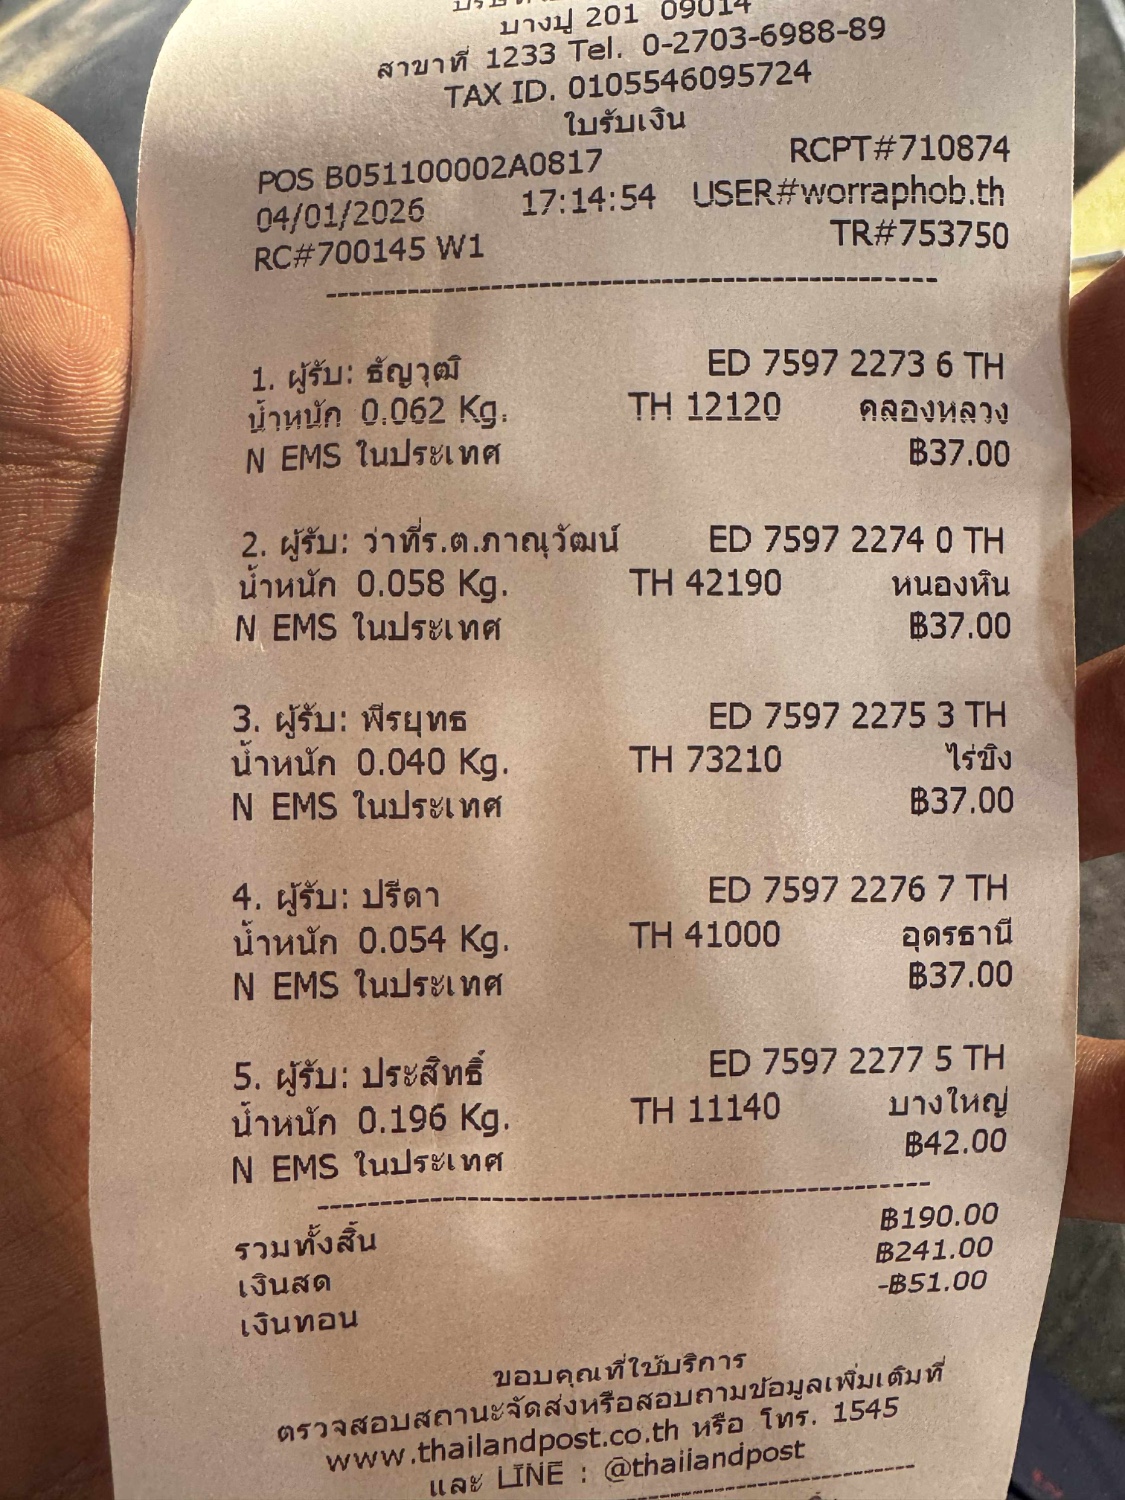 บางปู 201 09014
สาขาที่ 1233 Tel. 0-2703-6988-89
TAX ID. 0105546095724
ใบรับเงิน
POS B051100002A0817 RCPT#710874
04/01/2026 17:14:54 USER#worraphob.th
RC#700145 W1 TR#753750
1. ผู้รับ: ธัญวุฒิ ED 7597 2273 6 TH
น้ำหนัก 0.062 Kg. TH 12120 คลองหลวง
N EMS ในประเทศ ฿37.00
2. ผู้รับ: ว่าที่ร.ต.ภาณุวัฒน์ ED 7597 2274 0 TH
น้ำหนัก 0.058 Kg. TH 42190 หนองหิน
N EMS ในประเทศ ฿37.00
3. ผู้รับ: พีรยุทธ ED 7597 2275 3 TH
น้ำหนัก 0.040 Kg. TH 73210 ไร่ขิง
N EMS ในประเทศ ฿37.00
4. ผู้รับ: ปรีดา ED 7597 2276 7 TH
น้ำหนัก 0.054 Kg. TH 41000 อุดรธานี
N EMS ในประเทศ ฿37.00
5. ผู้รับ: ประสิทธิ์ ED 7597 2277 5 TH
น้ำหนัก 0.196 Kg. TH 11140 บางใหญ่
N EMS ในประเทศ ฿42.00
รวมทั้งสิ้น ฿190.00
เงินสด ฿241.00
เงินทอน -฿51.00
ขอบคุณที่ใช้บริการ
ตรวจสอบสถานะจัดส่งหรือสอบถามข้อมูลเพิ่มเติมที่
www.thailandpost.co.th หรือ โทร. 1545
และ LINE : @thailandpost